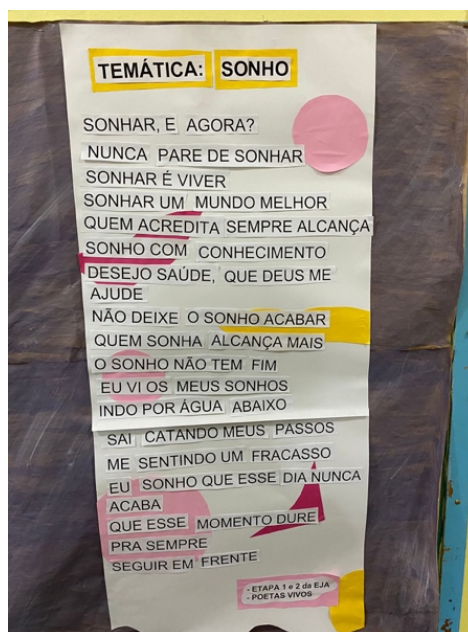 TEMÁTICA: SONHO
SONHAR, E AGORA?
NUNCA PARE DE SONHAR
SONHAR É VIVER
SONHAR UM MUNDO MELHOR
QUEM ACREDITA SEMPRE ALCANÇA
SONHO COM CONHECIMENTO
DESEJO SAÚDE, QUE DEUS ME
AJUDE
NÃO DEIXE O SONHO ACABAR
QUEM SONHA ALCANÇA MAIS
O SONHO NÃO TEM FIM
EU VI OS MEUS SONHOS
INDO POR ÁGUA ABAIXO
SAI CATANDO MEUS PASSOS
ME SENTINDO UM FRACASSO
EU SONHO QUE ESSE DIA NUNCA
ACABA
QUE ESSE MOMENTO DURE
PRA SEMPRE
SEGUIR EM FRENTE
- ETAPA 1 e 2 da EJA
- POETAS VIVOS